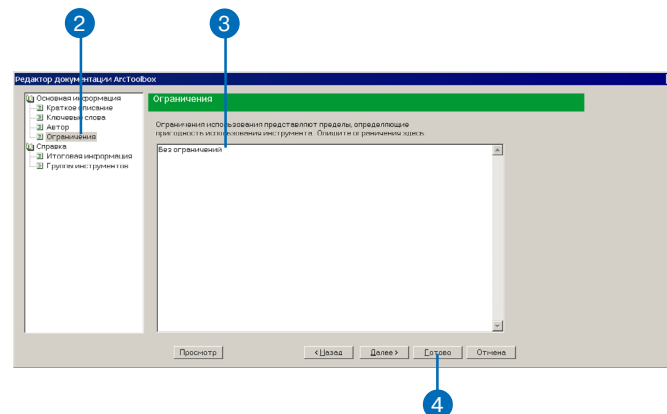 2
3
Редактор документации ArcToolbox
Основная информация
Краткое описание
Ключевые слова
Автор
Ограничения
Справка
Итоговая информация
Группы инструментов
Ограничения
Ограничения использования представляют пределы, определяющие
пригодность использования инструмента. Опишите ограничения здесь.
Без ограничений
Просмотр
< Назад
Далее >
Готово
Отмена
4